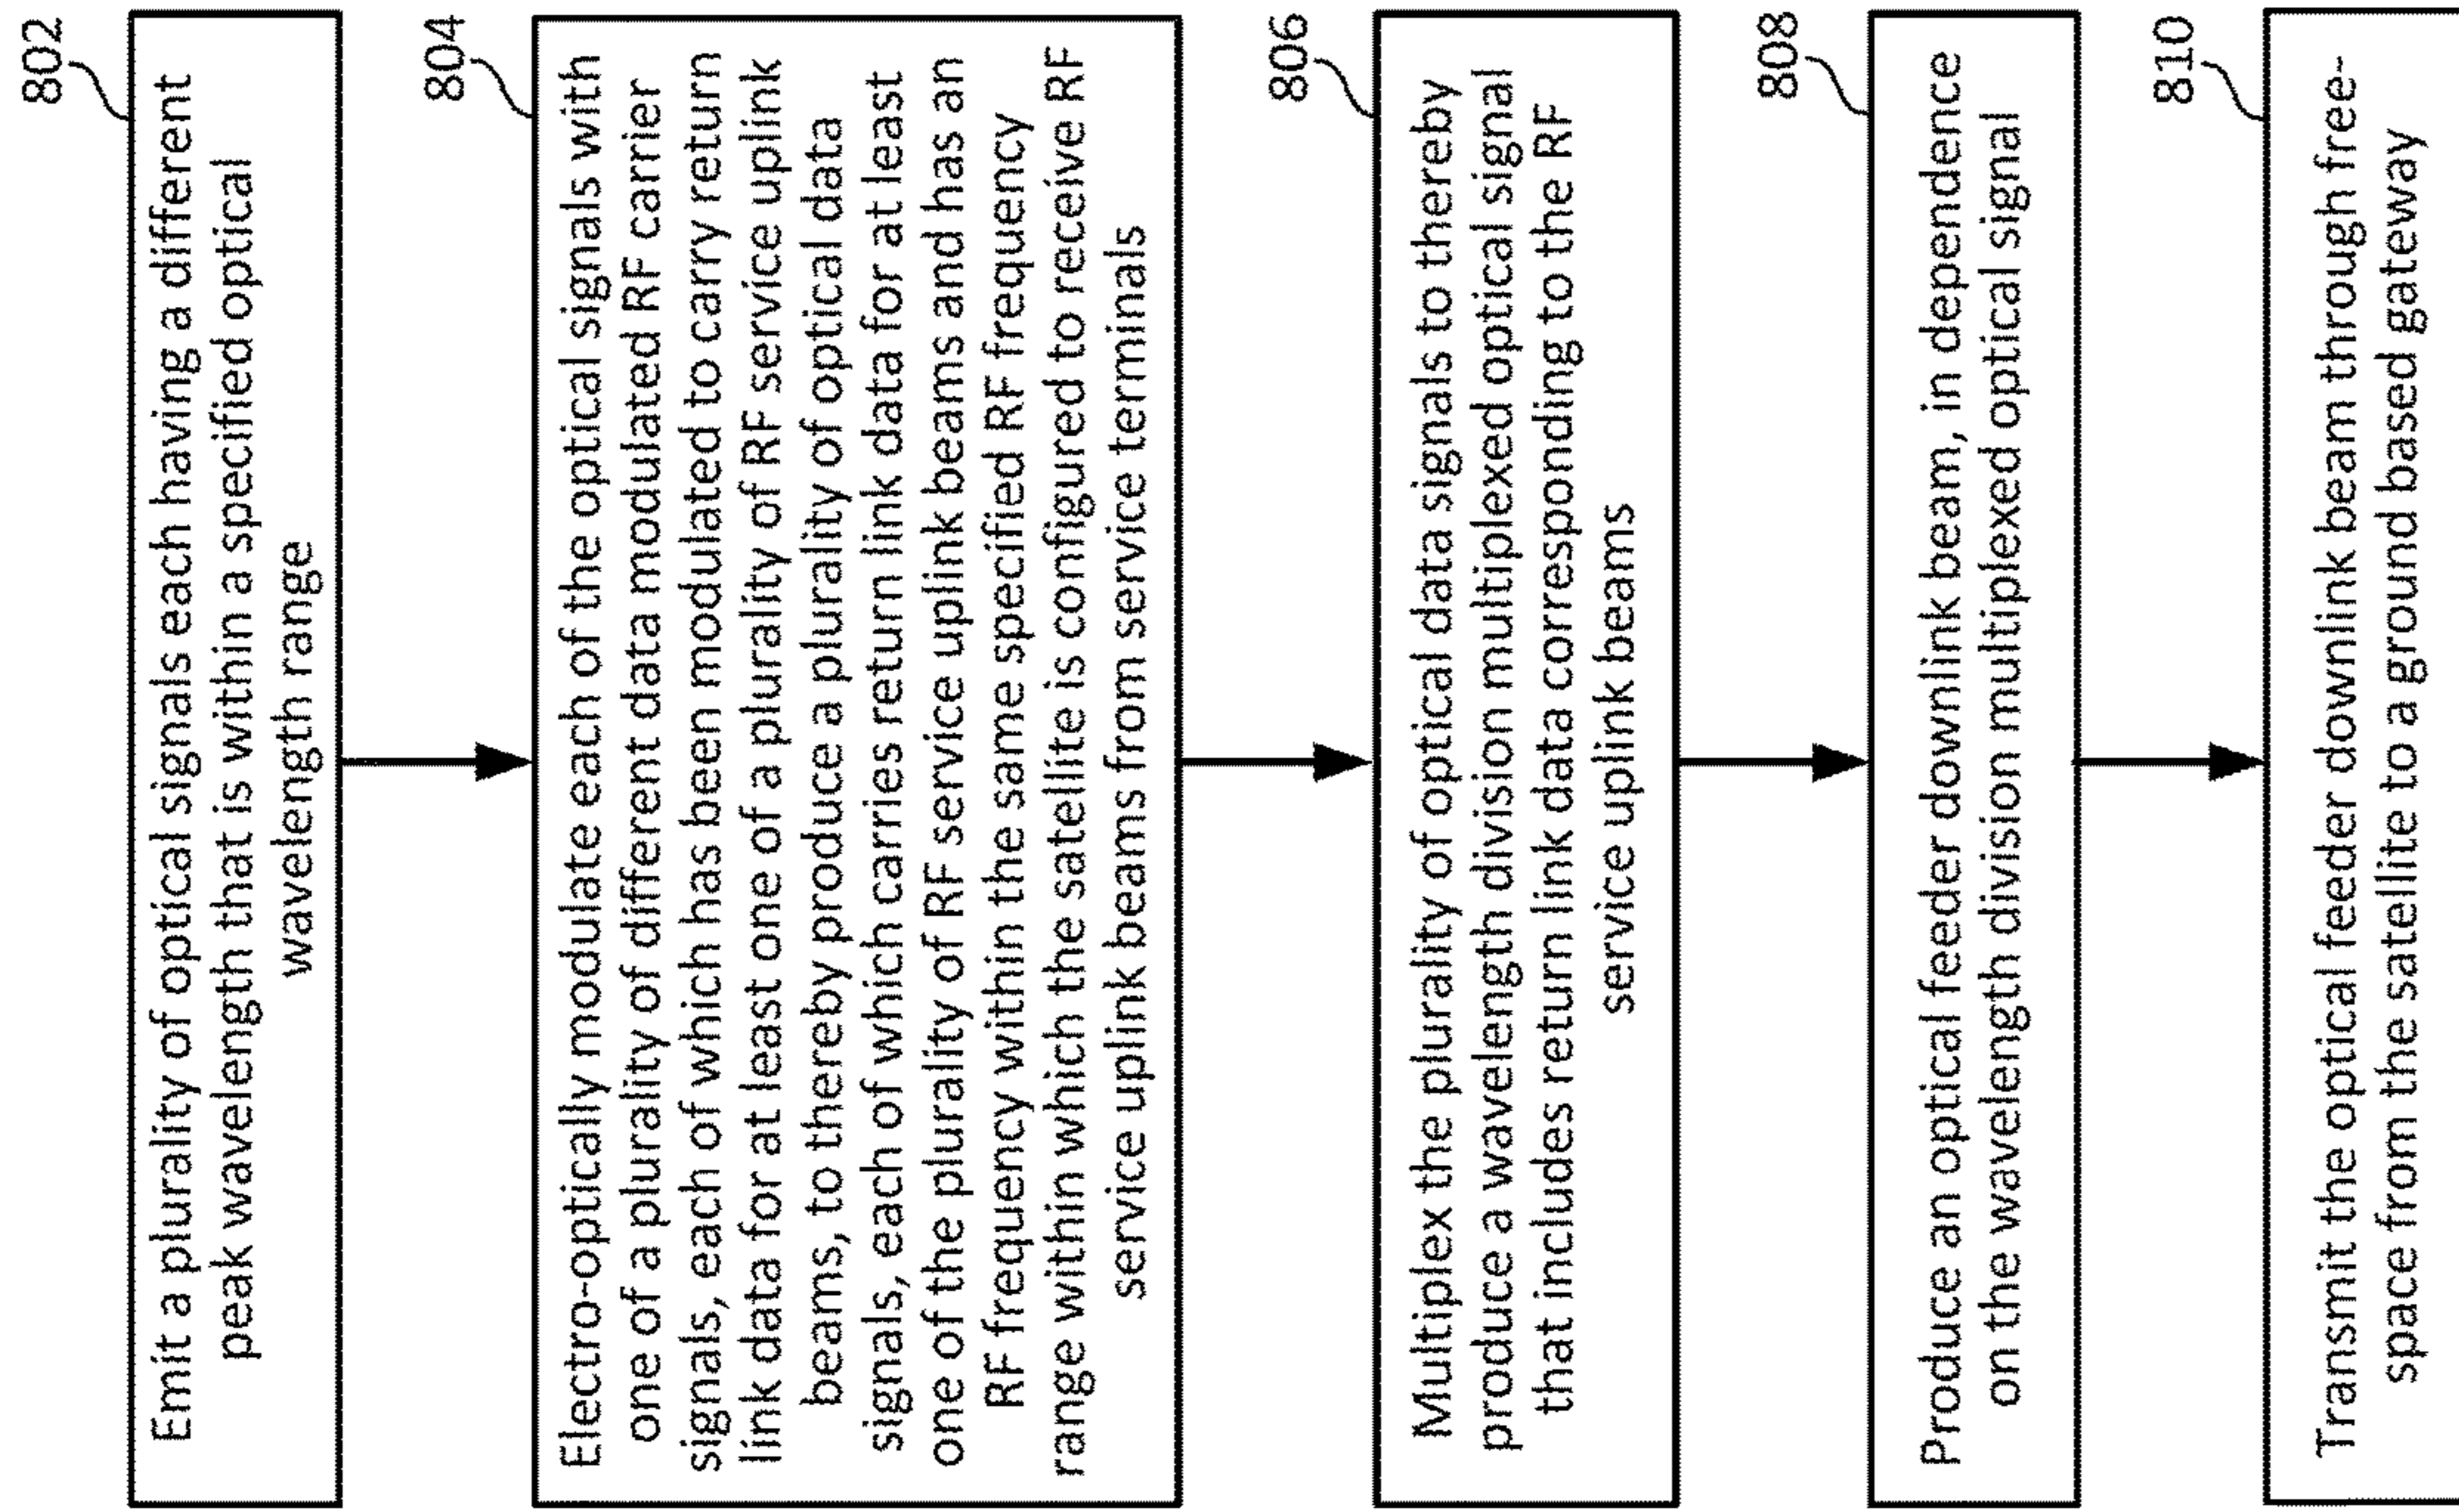 802
Emit a plurality of optical signals each having a different
peak wavelength that is within a specified optical
wavelength range
804
Electro-optically modulate each of the optical signals with
one of a plurality of different data modulated RF carrier
signals, each of which has been modulated to carry return
link data for at least one of a plurality of RF service uplink
beams, to thereby produce a plurality of optical data
signals, each of which carries return link data for at least
one of the plurality of RF service uplink beams and has an
RF frequency within the same specified RF frequency
range within which the satellite is configured to receive RF
service uplink beams from service terminals
806
Multiplex the plurality of optical data signals to thereby
produce a wavelength division multiplexed optical signal
that includes return link data corresponding to the RF
service uplink beams
808
Produce an optical feeder downlink beam, in dependence
on the wavelength division multiplexed optical signal
810
Transmit the optical feeder downlink beam through free-
space from the satellite to a ground based gateway